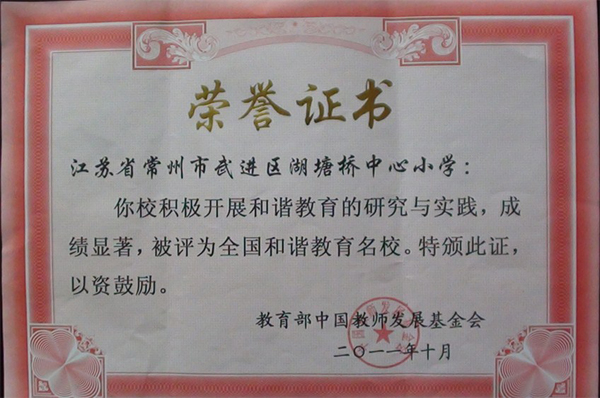 荣誉证书
江苏省常州市武进区湖塘桥中心小学：
你校积极开展和谐教育的研究与实践，成
绩显著，被评为全国和谐教育名校。特颁此证，
以资鼓励。
教育部中国教师发展基金会
二〇一一年十月